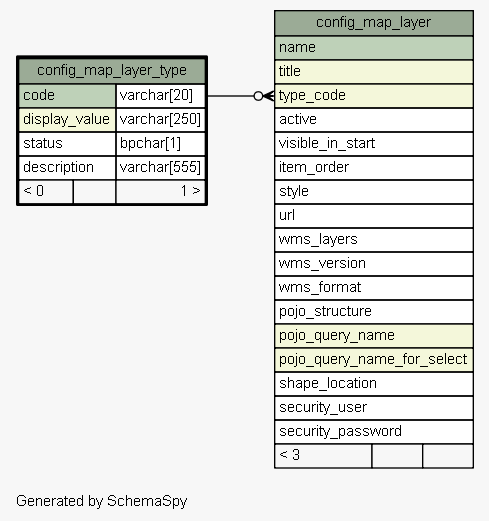 config_map_layer_type
code varchar[20]
display_value varchar[250]
status bpchar[1]
description varchar[555]
< 0 1 >
config_map_layer
name
title
type_code
active
visible_in_start
item_order
style
url
wms_layers
wms_version
wms_format
pojo_structure
pojo_query_name
pojo_query_name_for_select
shape_location
security_user
security_password
< 3
Generated by SchemaSpy